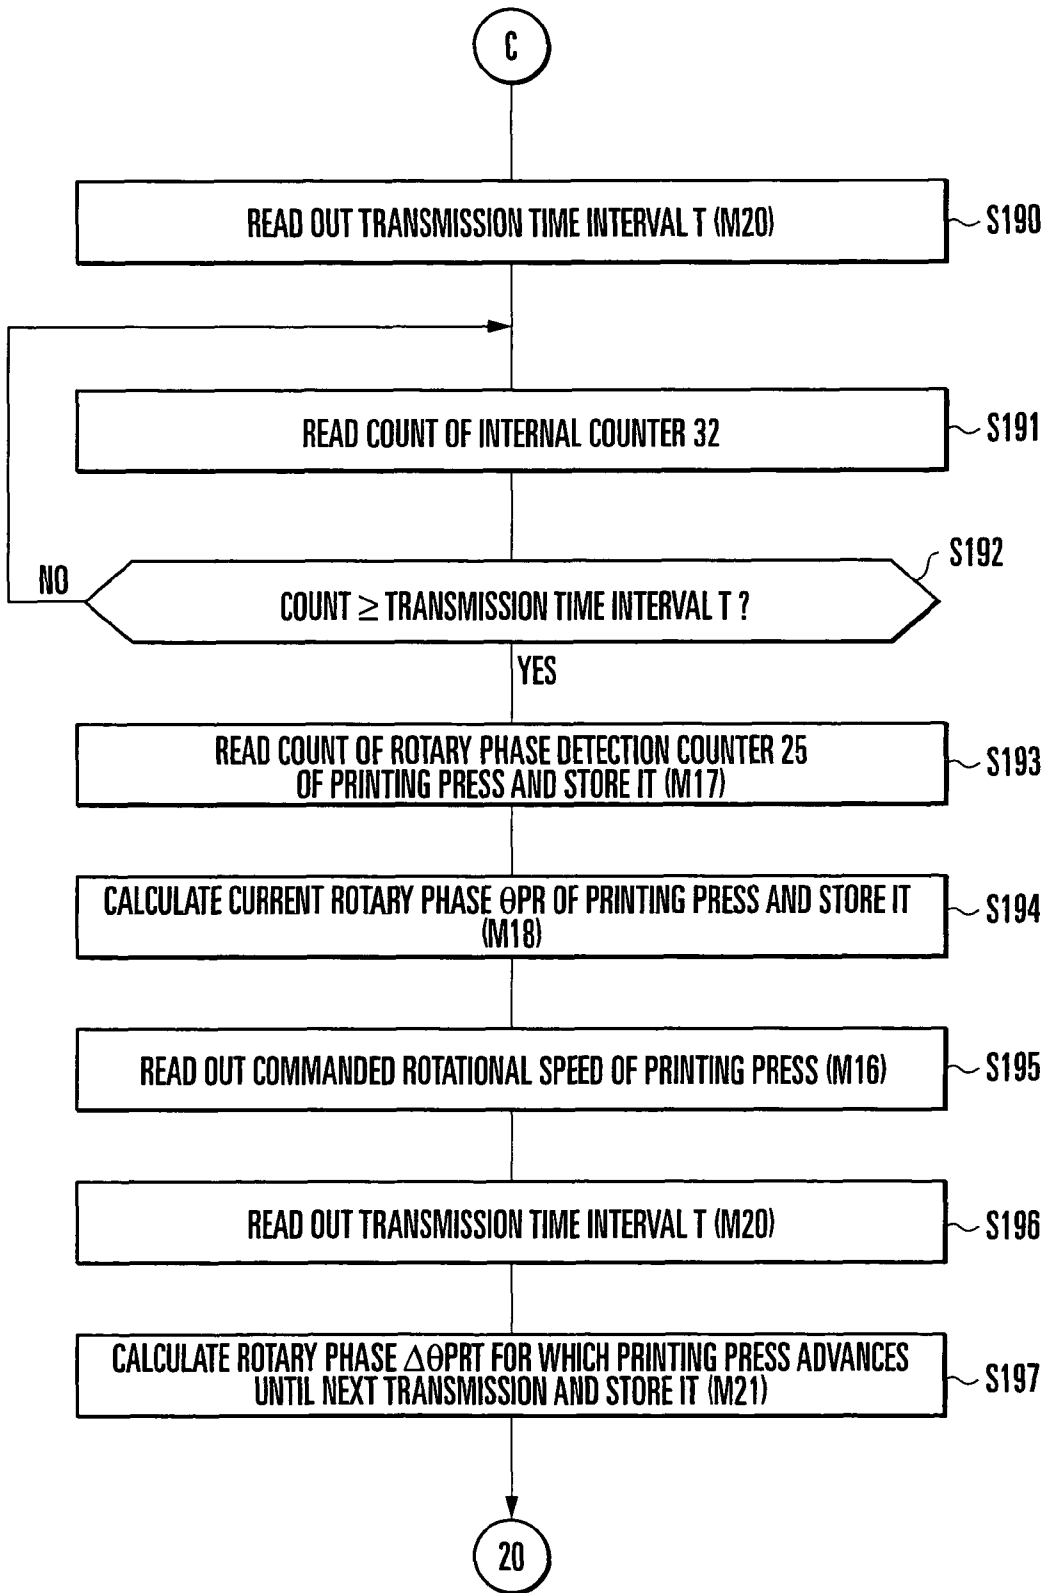 C
READ OUT TRANSMISSION TIME INTERVAL T (M20)
S190
READ COUNT OF INTERNAL COUNTER 32
S191
S192
NO
COUNT ≥ TRANSMISSION TIME INTERVAL T ?
YES
READ COUNT OF ROTARY PHASE DETECTION COUNTER 25
OF PRINTING PRESS AND STORE IT (M17)
S193
CALCULATE CURRENT ROTARY PHASE θPR OF PRINTING PRESS AND STORE IT
(M18)
S194
READ OUT COMMANDED ROTATIONAL SPEED OF PRINTING PRESS (M16)
S195
READ OUT TRANSMISSION TIME INTERVAL T (M20)
S196
CALCULATE ROTARY PHASE ΔθPRT FOR WHICH PRINTING PRESS ADVANCES
UNTIL NEXT TRANSMISSION AND STORE IT (M21)
S197
20